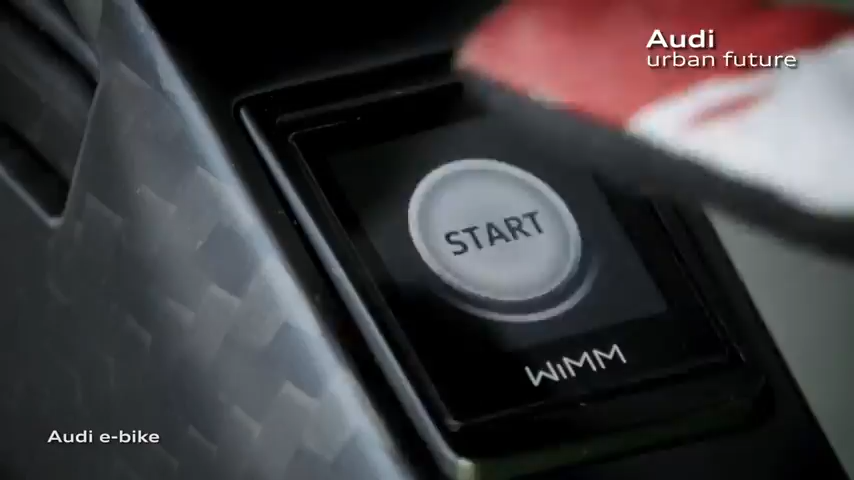 Audi
urban future
START
WiMM
Audi e-bike